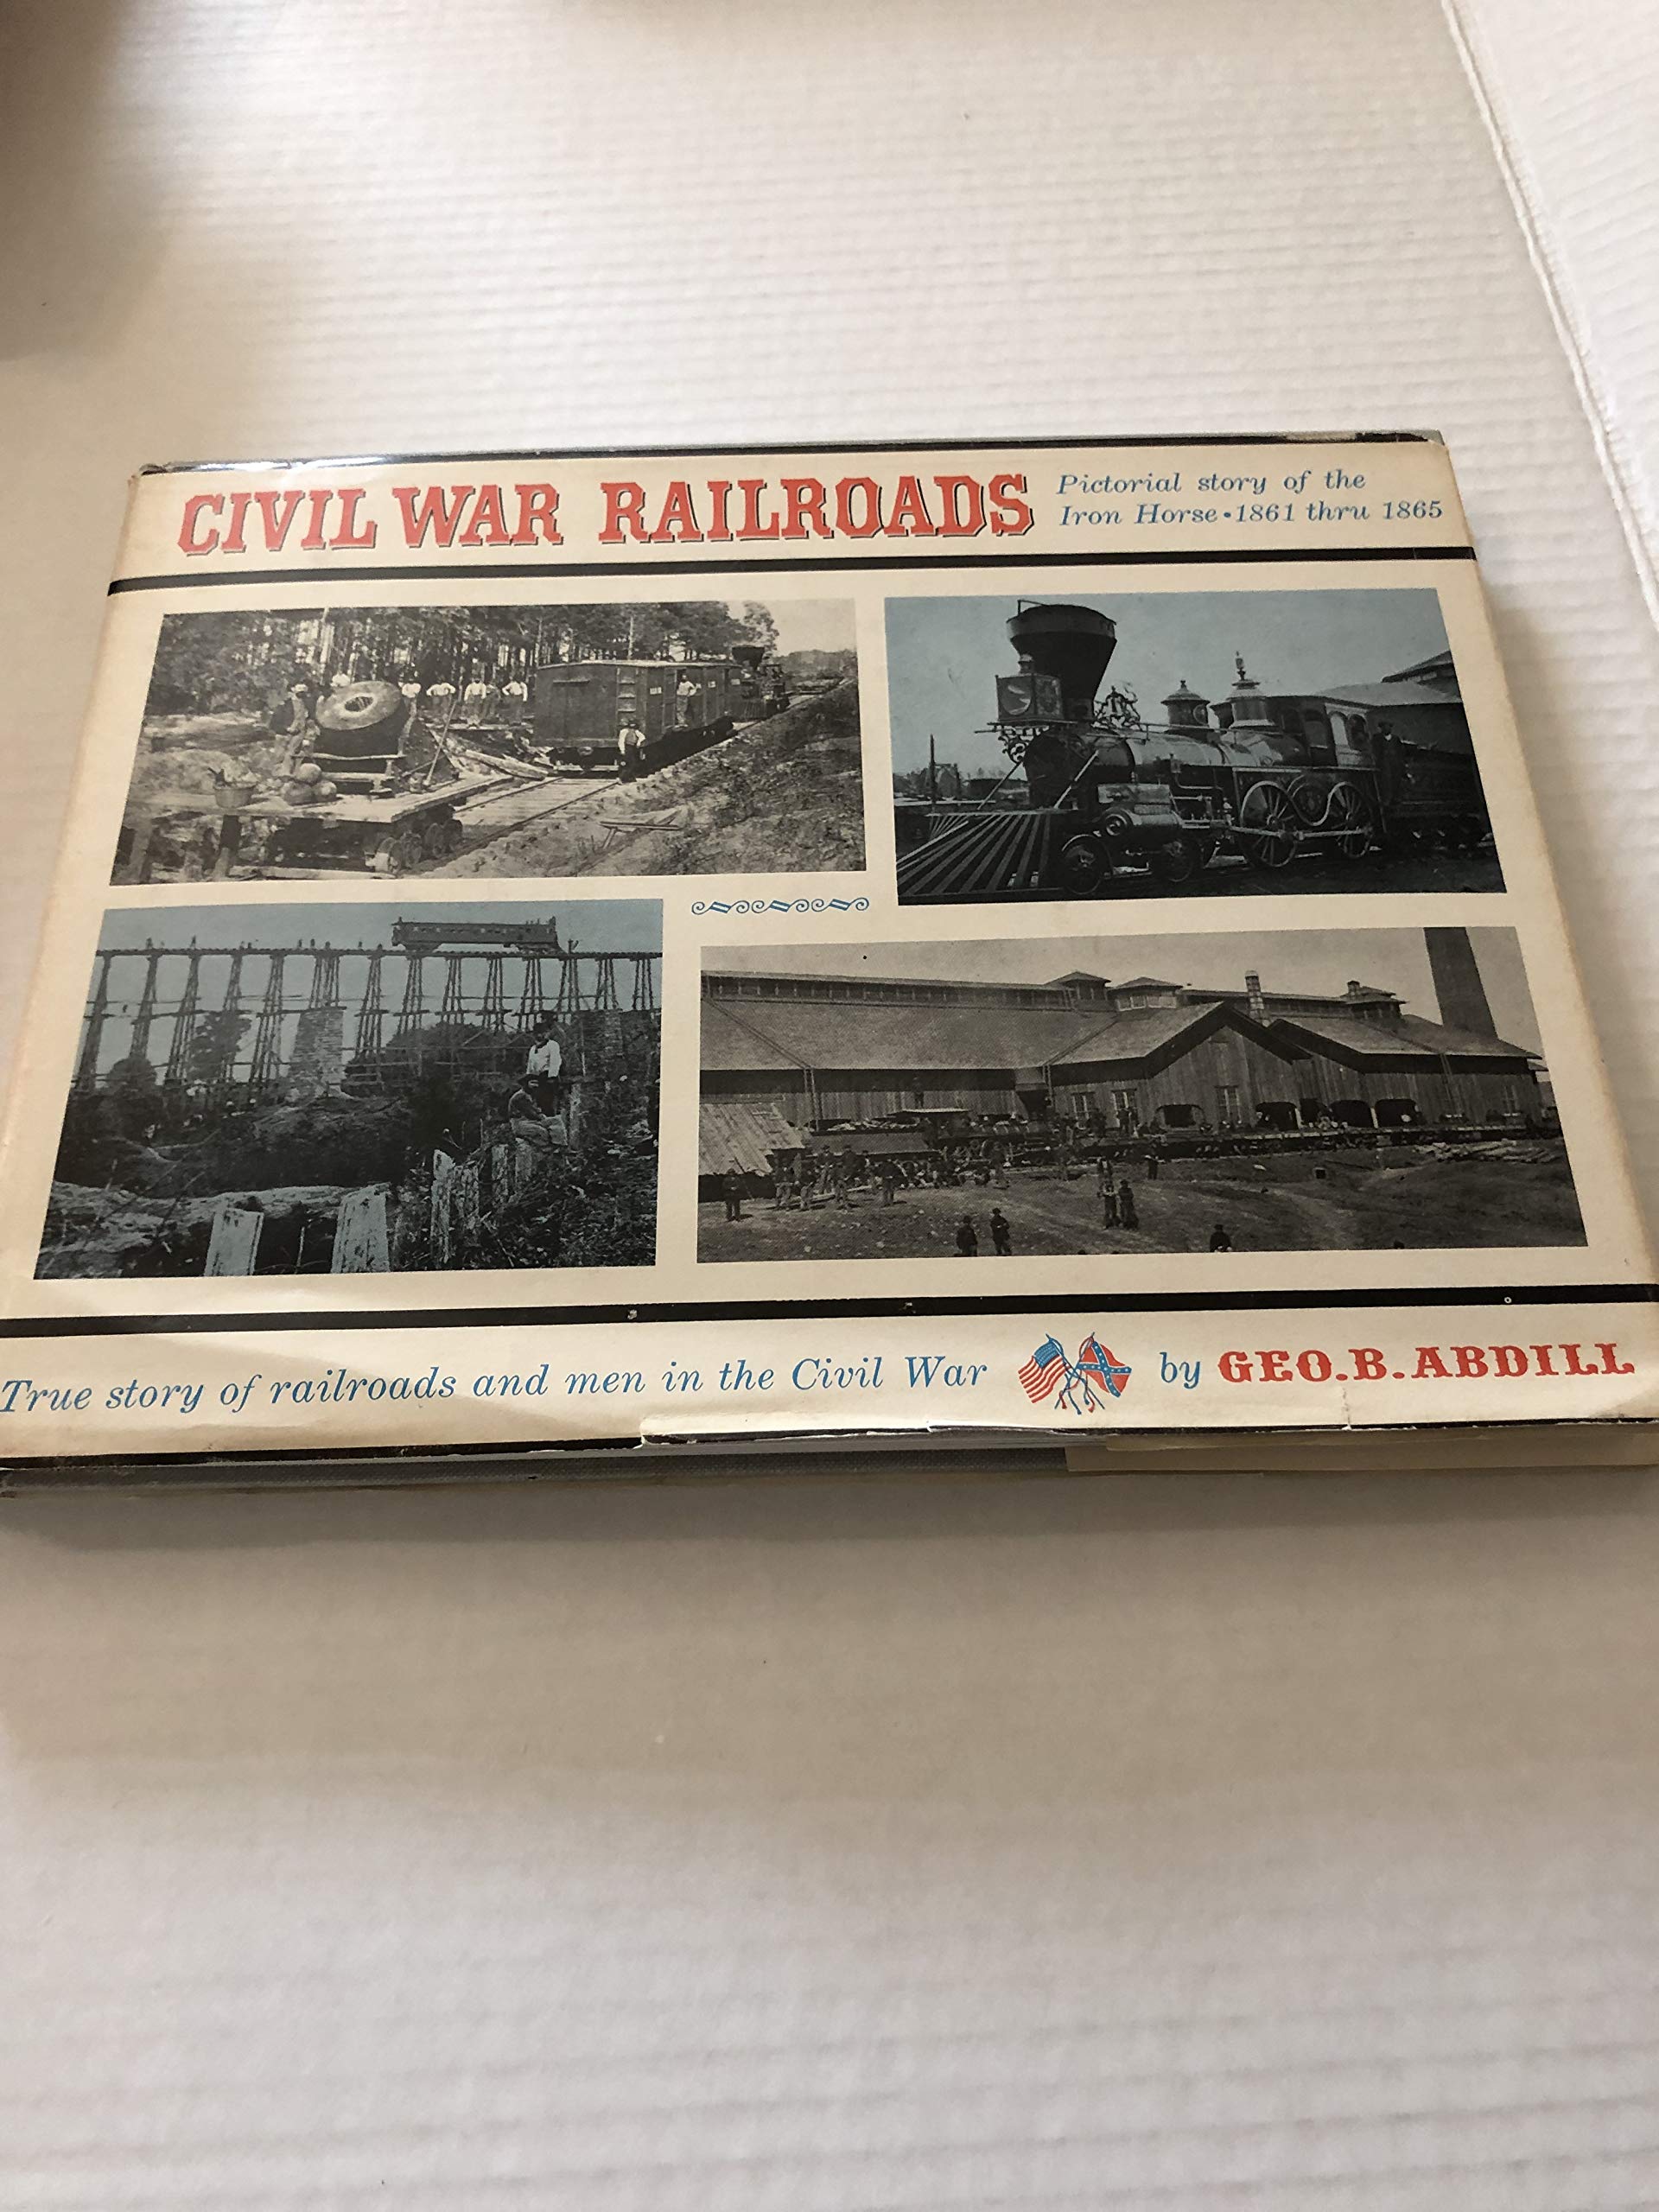 CIVIL WAR RAILROADS
Pictorial story of the
Iron Horse • 1861 thru 1865
True story of railroads and men in the Civil War
by GEO. B. ABDILL